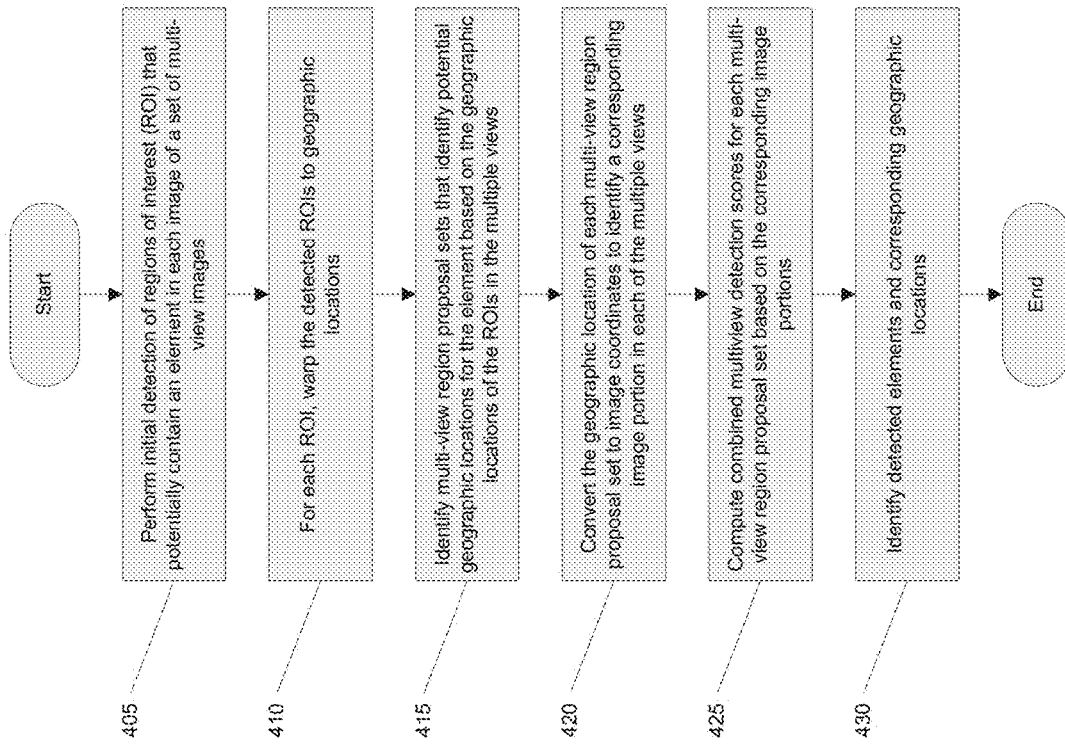 Start
405
Perform initial detection of regions of interest (ROI) that
potentially contain an element in each image of a set of multi-
view images
410
For each ROI, warp the detected ROIs to geographic
locations
415
Identify multi-view region proposal sets that identify potential
geographic locations for the element based on the geographic
locations of the ROIs in the multiple views
420
Convert the geographic location of each multi-view region
proposal set to image coordinates to identify a corresponding
image portion in each of the multiple views
425
Compute combined multiview detection scores for each multi-
view region proposal set based on the corresponding image
portions
430
Identify detected elements and corresponding geographic
locations
End